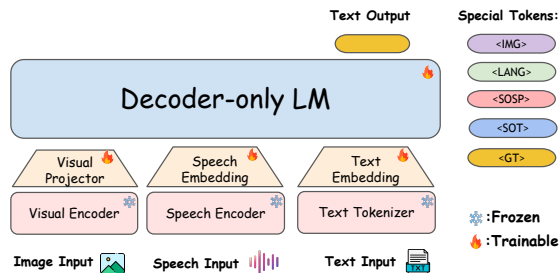 Text Output
Special Tokens:
<IMG>
<LANG>
<SOSP>
<SOT>
<GT>
Decoder-only LM
Visual
Projector
Speech
Embedding
Text
Embedding
Visual Encoder
Speech Encoder
Text Tokenizer
:Frozen
:Trainable
Image Input
Speech Input
Text Input
TXT